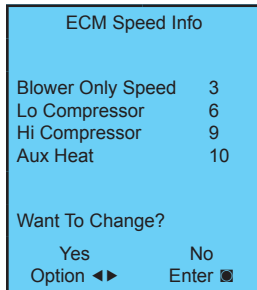 ECM Speed Info
Blower Only Speed 3
Lo Compressor 6
Hi Compressor 9
Aux Heat 10
Want To Change?
Yes No
Option ◄► Enter ◙